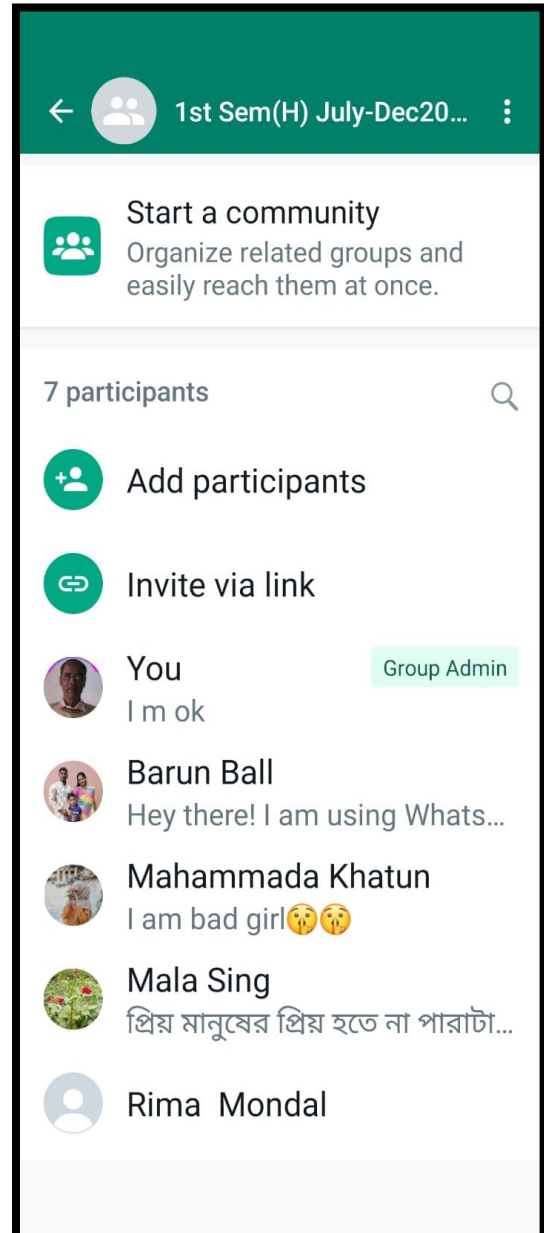 1st Sem(H) July-Dec20...
Start a community
Organize related groups and
easily reach them at once.
7 participants
Add participants
Invite via link
You
Group Admin
I m ok
Barun Ball
Hey there! I am using Whats...
Mahammada Khatun
I am bad girl🤫🤫
Mala Sing
প্রিয় মানুষের প্রিয় হতে না পারাটা...
Rima Mondal